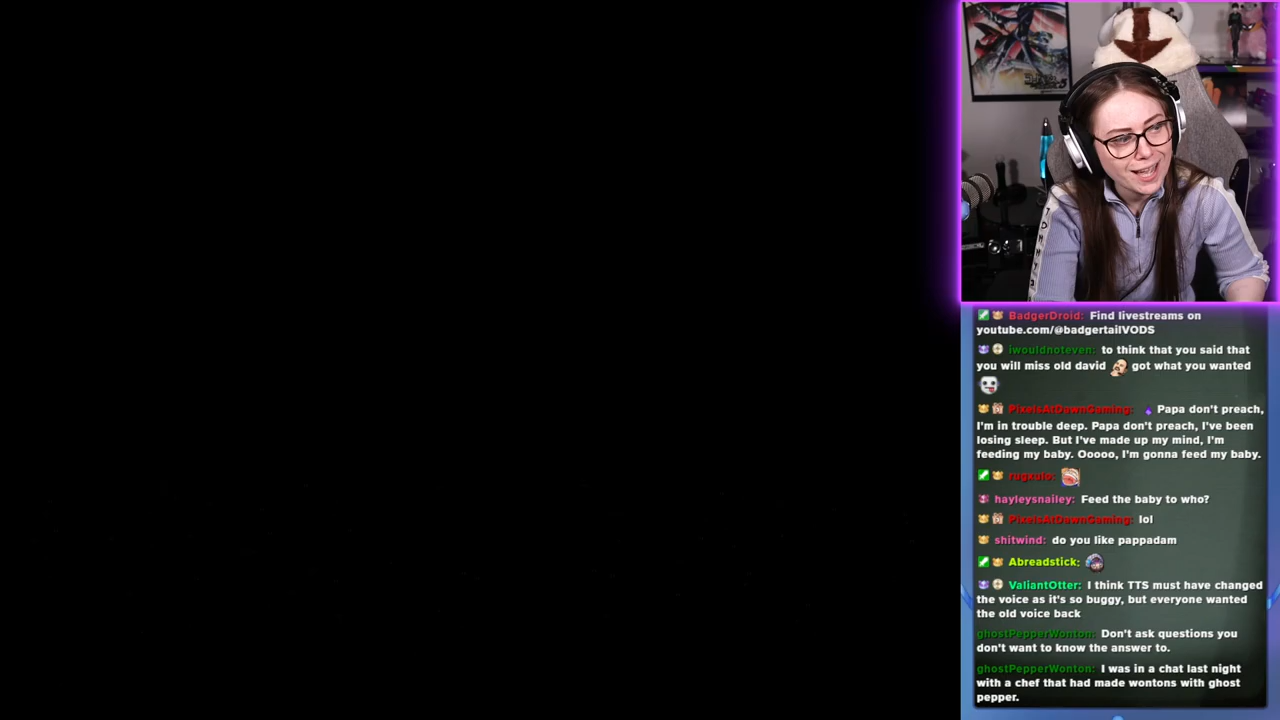 BadgerDroid: Find livestreams on
youtube.com/@badgertailVODS
iwouldnoteven: to think that you said that
you will miss old david got what you wanted
PixelsAtDawnGaming: Papa don't preach,
I'm in trouble deep. Papa don't preach, I've been
losing sleep. But I've made up my mind, I'm
feeding my baby. Ooooo, I'm gonna feed my baby.
rugxulo:
hayleysnailey: Feed the baby to who?
PixelsAtDawnGaming: lol
shitwind: do you like pappadam
Abreadstick:
ValiantOtter: I think TTS must have changed
the voice as it's so buggy, but everyone wanted
the old voice back
ghostPepperWonton: Don't ask questions you
don't want to know the answer to.
ghostPepperWonton: I was in a chat last night
with a chef that had made wontons with ghost
pepper.